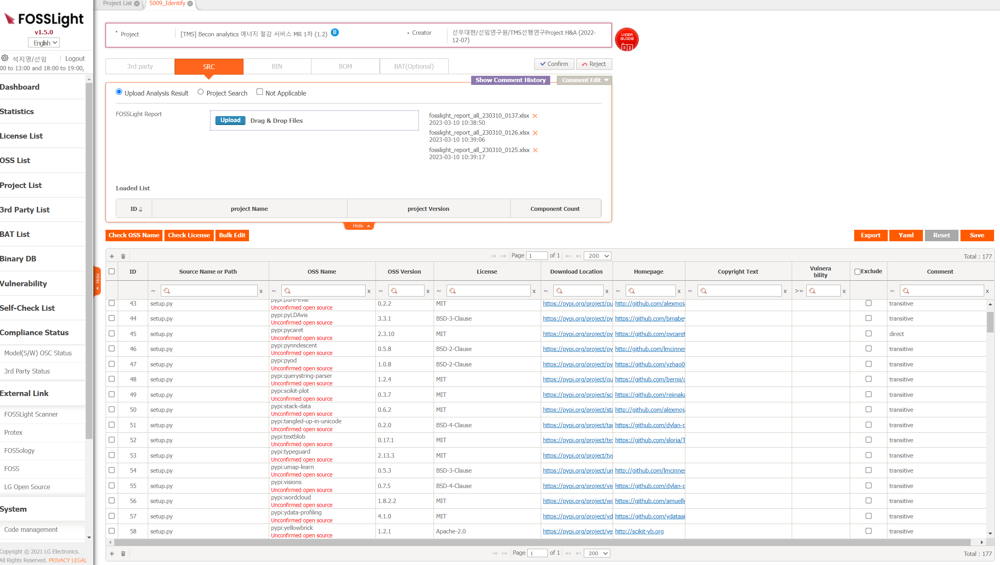 Project List
5009_Identify
FOSSLight
v1.5.0
English
석지영/선임
Logout
00 to 13:00 and 18:00 to 19:00,
Dashboard
Statistics
License List
OSS List
Project List
3rd Party List
BAT List
Binary DB
Vulnerability
Self-Check List
Compliance Status
Model(S/W) OSC Status
3rd Party Status
External Link
FOSSLight Scanner
Protex
FOSSology
FOSS
LG Open Source
System
Code management
Copyright © 2021 LG Electronics.
All Rights Reserved. PRIVACY LEGAL
Hide
Project
[TMS] Becon analytics 에너지 절감 서비스 MR 1차 (1.2) B
Creator
선우대현/선임연구원/TMS선행연구Project H&A (2022-
12-07)
USER
GUIDE
3rd party
SRC
BIN
BOM
BAT(Optional)
Confirm
Reject
Show Comment History
Comment Edit
Upload Analysis Result
Project Search
Not Applicable
FOSSLight Report
Upload
Drag & Drop Files
fosslight_report_all_230310_0137.xlsx
2023-03-10 10:38:50
fosslight_report_all_230310_0126.xlsx
2023-03-10 10:39:06
fosslight_report_all_230310_0125.xlsx
2023-03-10 10:39:17
Loaded List
ID project Name project Version Component Count
Hide
Check OSS Name Check License Bulk Edit Export Yaml Reset Save
Page 1 of 1 200 Total : 177
ID Source Name or Path OSS Name OSS Version License Download Location Homepage Copyright Text Vulnera Exclude Comment
bility
~ x ~ x ~ x ~ x ~ x ~ x ~ x >= x ~ x
43 setup.py pypi:pure-eval 0.2.2 MIT https://pypi.org/project/pu http://github.com/alexmoja transitive
Unconfirmed open source
44 setup.py pypi:pyLDAvis 3.3.1 BSD-3-Clause https://pypi.org/project/py https://github.com/bmabey transitive
Unconfirmed open source
45 setup.py pypi:pycaret 2.3.10 MIT https://pypi.org/project/py https://github.com/pycaret direct
Unconfirmed open source
46 setup.py pypi:pynndescent 0.5.8 BSD-2-Clause https://pypi.org/project/py http://github.com/lmcinnes transitive
Unconfirmed open source
47 setup.py pypi:pyod 1.0.8 BSD-2-Clause https://pypi.org/project/py https://github.com/yzhao0 transitive
Unconfirmed open source
48 setup.py pypi:querystring-parser 1.2.4 MIT https://pypi.org/project/qu https://github.com/bernii/q transitive
Unconfirmed open source
49 setup.py pypi:scikit-plot 0.3.7 MIT https://pypi.org/project/sci https://github.com/reiinaka transitive
Unconfirmed open source
50 setup.py pypi:stack-data 0.6.2 MIT https://pypi.org/project/sta http://github.com/alexmoja transitive
Unconfirmed open source
51 setup.py pypi:tangled-up-in-unicode 0.2.0 BSD-4-Clause https://pypi.org/project/tan https://github.com/dylan-p transitive
Unconfirmed open source
52 setup.py pypi:textblob 0.17.1 MIT https://pypi.org/project/tex https://github.com/sloria/T transitive
Unconfirmed open source
53 setup.py pypi:typeguard 2.13.3 MIT https://pypi.org/project/typ transitive
Unconfirmed open source
54 setup.py pypi:umap-learn 0.5.3 BSD-3-Clause https://pypi.org/project/um http://github.com/lmcinnes transitive
Unconfirmed open source
55 setup.py pypi:visions 0.7.5 BSD-4-Clause https://pypi.org/project/vis https://github.com/dylan-p transitive
Unconfirmed open source
56 setup.py pypi:wordcloud 1.8.2.2 MIT https://pypi.org/project/wo https://github.com/amuelle transitive
Unconfirmed open source
57 setup.py pypi:ydata-profiling 4.1.0 MIT https://pypi.org/project/yd https://github.com/ydataai transitive
Unconfirmed open source
58 setup.py pypi:yellowbrick 1.2.1 Apache-2.0 https://pypi.org/project/ye http://scikit-yb.org transitive
Unconfirmed open source
Page 1 of 1 200 Total : 177